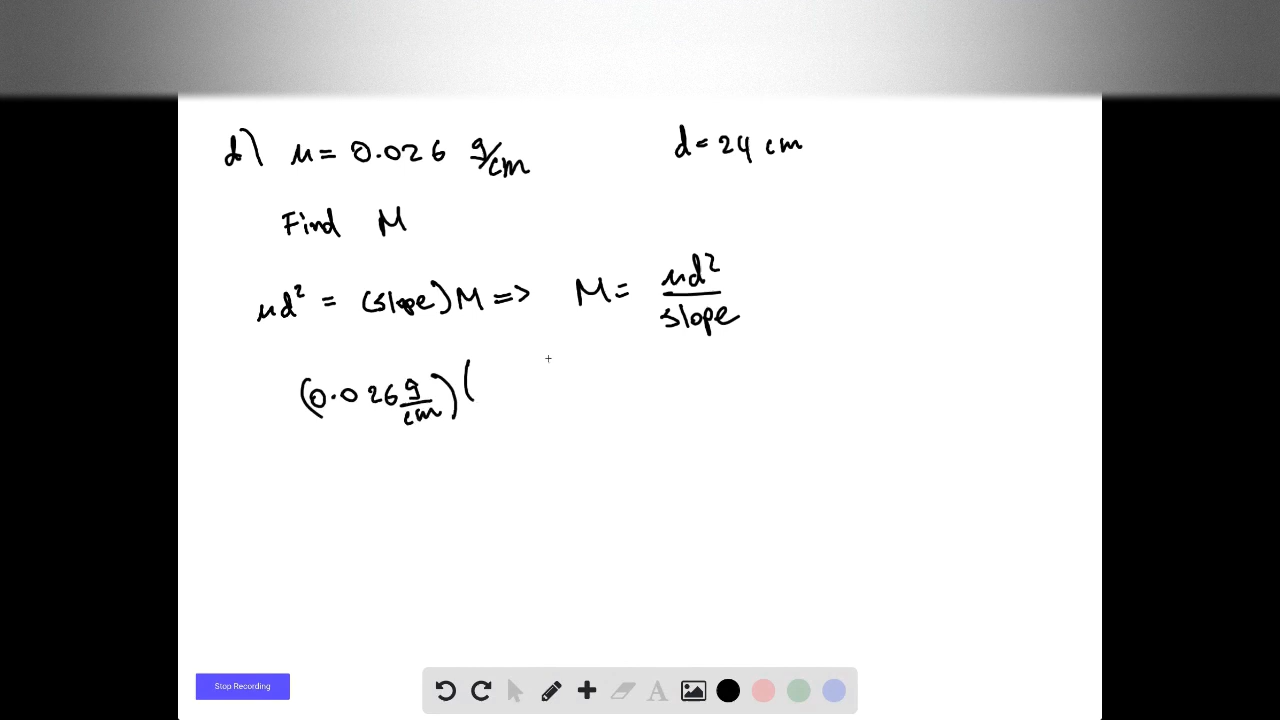 d) μ = 0.026 g/cm d = 24 cm
Find M
μd² = (slope)M => M = μd²/slope
(0.026 g/cm)(
Stop Recording
A